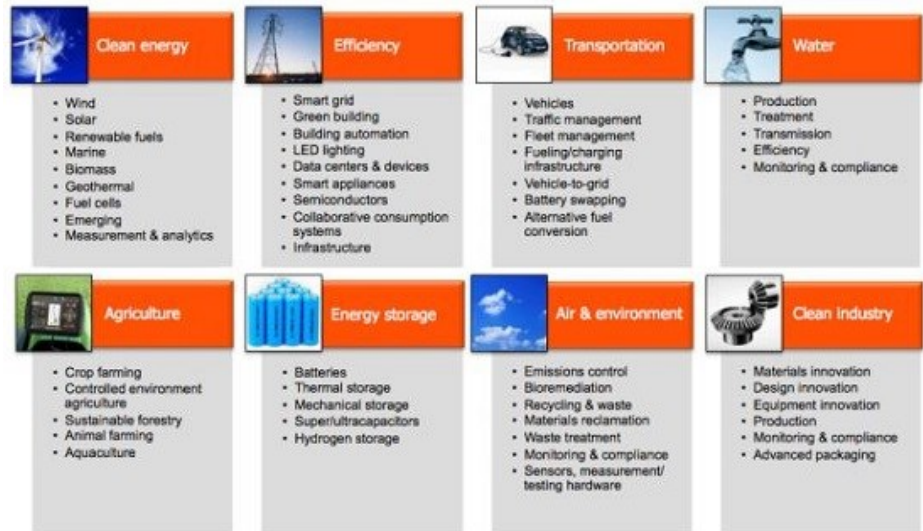 Clean energy
Wind
Solar
Renewable fuels
Marine
Biomass
Geothermal
Fuel cells
Emerging
Measurement & analytics
Efficiency
Smart grid
Green building
Building automation
LED lighting
Data centers & devices
Smart appliances
Semiconductors
Collaborative consumption
systems
Infrastructure
Transportation
Vehicles
Traffic management
Fleet management
Fueling/charging
infrastructure
Vehicle-to-grid
Battery swapping
Alternative fuel
conversion
Water
Production
Treatment
Transmission
Efficiency
Monitoring & compliance
Agriculture
Crop farming
Controlled environment
agriculture
Sustainable forestry
Animal farming
Aquaculture
Energy storage
Batteries
Thermal storage
Mechanical storage
Super/ultracapacitors
Hydrogen storage
Air & environment
Emissions control
Bioremediation
Recycling & waste
Materials reclamation
Waste treatment
Monitoring & compliance
Sensors, measurement/
testing hardware
Clean industry
Materials innovation
Design innovation
Equipment innovation
Production
Monitoring & compliance
Advanced packaging